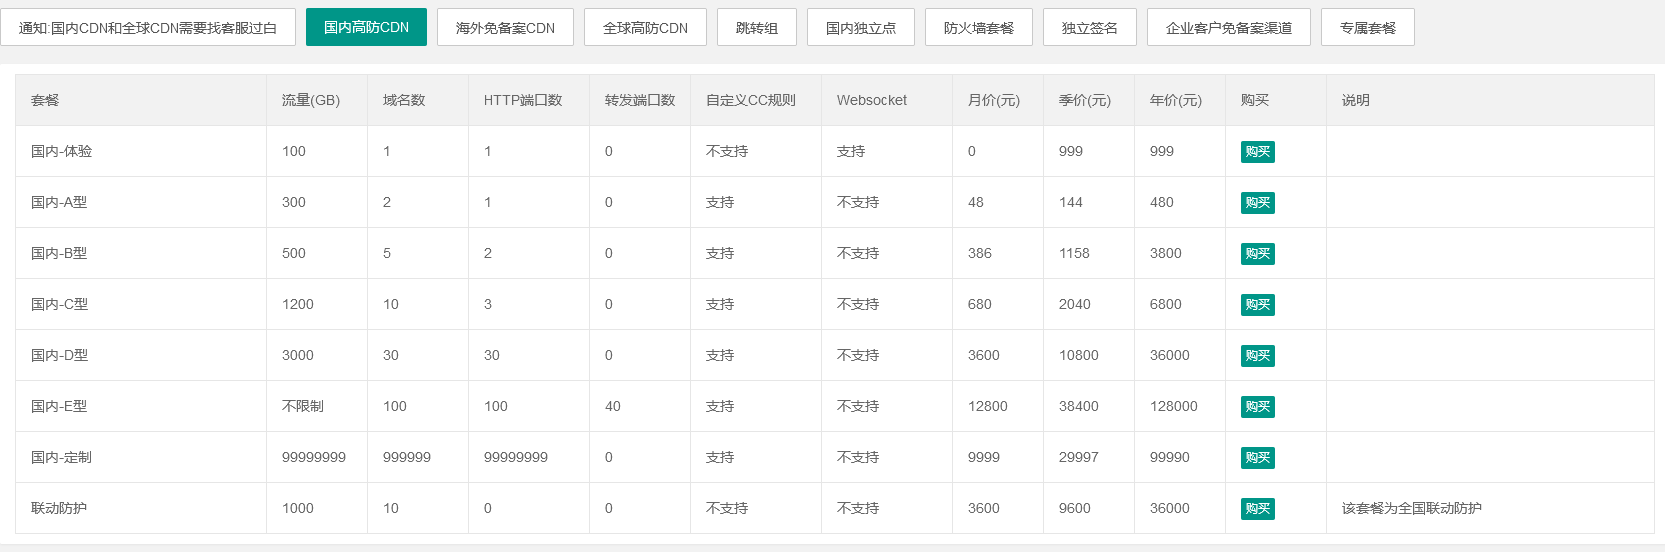 通知:国内CDN和全球CDN需要找客服过白 国内高防CDN 海外免备案CDN 全球高防CDN 跳转组 国内独立点 防火墙套餐 独立签名 企业客户免备案渠道 专属套餐
套餐 流量(GB) 域名数 HTTP端口数 转发端口数 自定义CC规则 Websocket 月价(元) 季价(元) 年价(元) 购买 说明
国内-体验 100 1 1 0 不支持 支持 0 999 999 购买
国内-A型 300 2 1 0 支持 不支持 48 144 480 购买
国内-B型 500 5 2 0 支持 不支持 386 1158 3800 购买
国内-C型 1200 10 3 0 支持 不支持 680 2040 6800 购买
国内-D型 3000 30 30 0 支持 不支持 3600 10800 36000 购买
国内-E型 不限制 100 100 40 支持 不支持 12800 38400 128000 购买
国内-定制 99999999 999999 99999999 0 支持 不支持 9999 29997 99990 购买
联动防护 1000 10 0 0 不支持 不支持 3600 9600 36000 购买 该套餐为全国联动防护